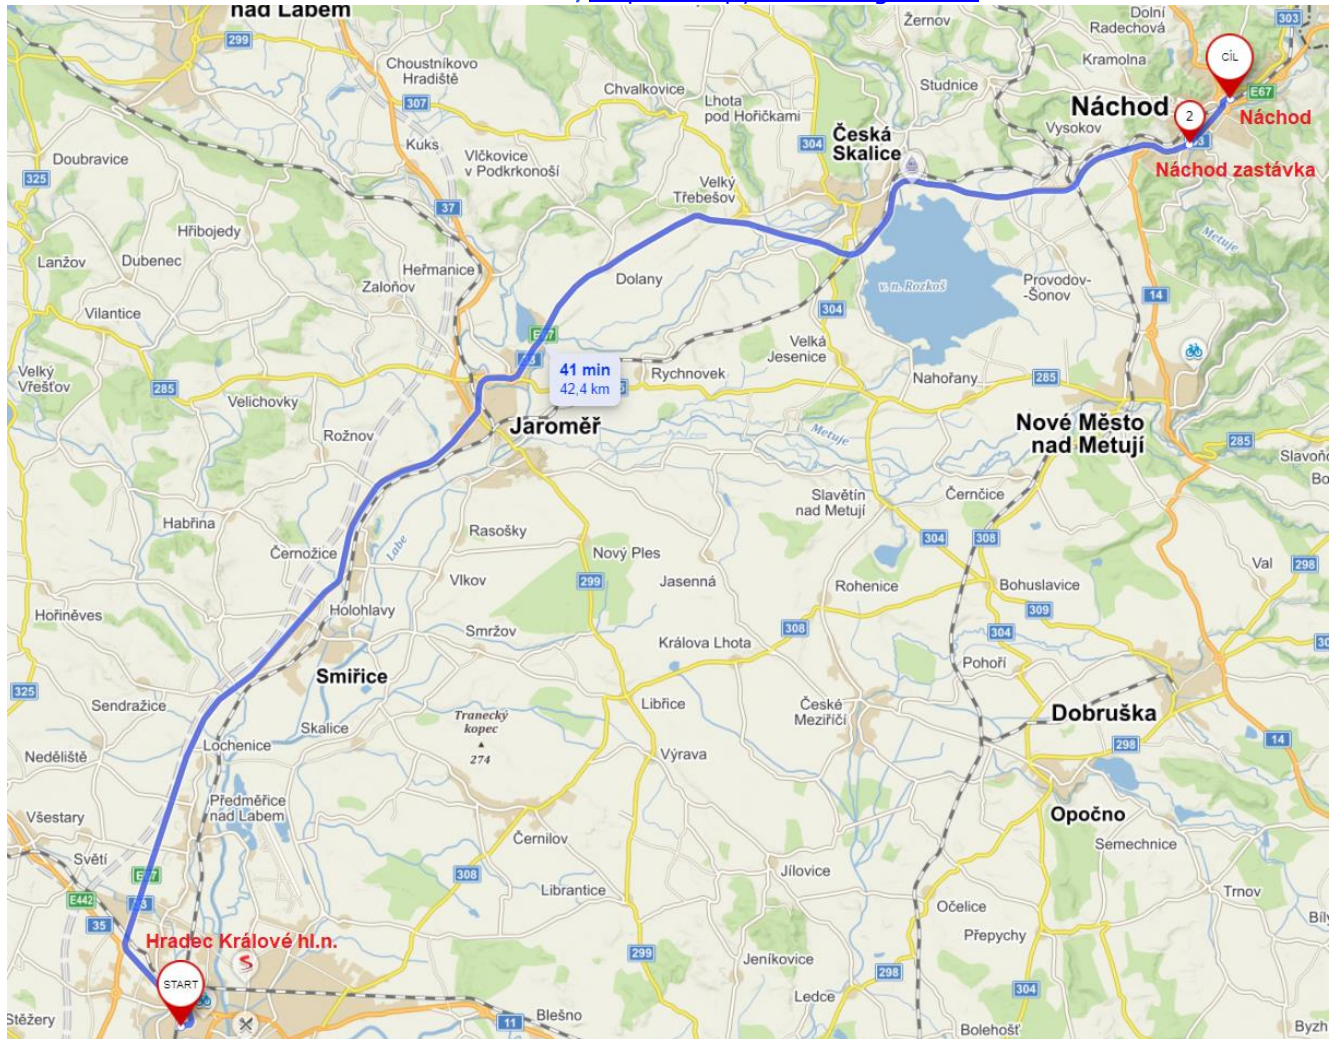 nad Labem
299
Choustníkovo
Hradiště
307
Chvalkovice
Žernov
Dolní
Radechová
303
Kramolna
CÍL
E67
Studnice
Lhota
pod Hořičkami
Náchod
2
Náchod
Vysokov
304
Česká
Skalice
Kuks
Vlčkovice
v Podkrkonoší
Náchod zastávka
Doubravice
325
Velký
Třebešov
37
Hřibojedy
Metuje
Lanžov
Dubenec
Heřmanice
Zaloňov
Dolany
v. n. Rozkoš
Provodov-
-Šonov
14
Vilantice
304
Velká
Jesenice
Velký
Vřešťov
285
41 min
42,4 km
Rychnovek
Nahořany
285
Velichovky
Jaroměř
Rožnov
Metuje
Nové Město
nad Metují
285
Slavětín
nad Metují
Černčice
Habřina
Rasošky
304
308
Černožice
Labe
Nový Ples
Val
298
Vlkov
299
Jasenná
Rohenice
Bohuslavice
309
Hořiněves
Holohlavy
Smržov
308
304
Králova Lhota
Pohoří
Smiřice
325
Sendražice
Skalice
Libřice
České
Meziříčí
Dobruška
Tranecký
kopec
274
Lochenice
298
14
Neděliště
Výrava
Předměřice
nad Labem
Všestary
Opočno
Černilov
Semechnice
Světí
308
Jílovice
E442
Librantice
Trnov
Očelice
35
Přepychy
Hradec Králové hl.n.
299
Jeníkovice
298
START
304
Ledce
Stěžery
11
Blešno
Bolehošť